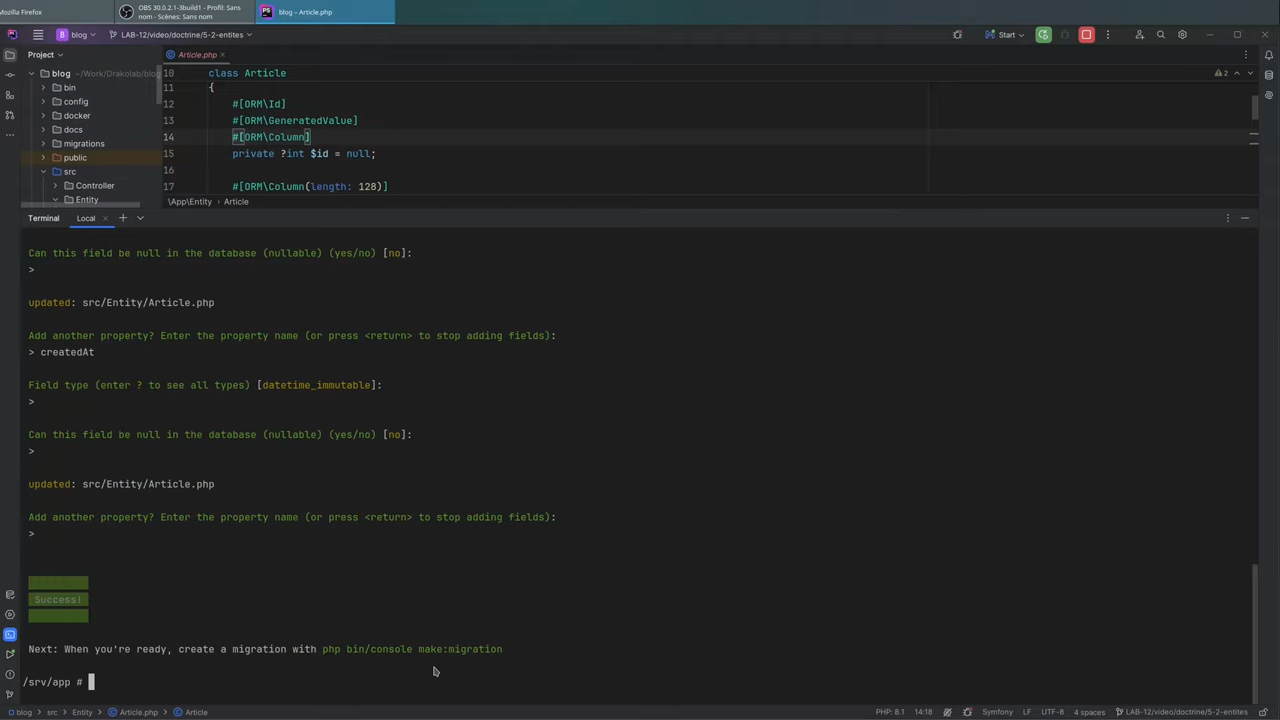 Mozilla Firefox
OBS 30.0.2.1-3build1 - Profil: Sans
nom - Scènes: Sans nom
blog – Article.php
B blog
LAB-12/video/doctrine/5-2-entites
Start
Project
Article.php
blog ~/Work/Drakolab/blog
bin
config
docker
docs
migrations
public
src
Controller
Entity
10 class Article
11 {
12 #[ORM\Id]
13 #[ORM\GeneratedValue]
14 #[ORM\Column]
15 private ?int $id = null;
16
17 #[ORM\Column(length: 128)]
2
\App\Entity › Article
Terminal Local
Can this field be null in the database (nullable) (yes/no) [no]:
>
updated: src/Entity/Article.php
Add another property? Enter the property name (or press <return> to stop adding fields):
> createdAt
Field type (enter ? to see all types) [datetime_immutable]:
>
Can this field be null in the database (nullable) (yes/no) [no]:
>
updated: src/Entity/Article.php
Add another property? Enter the property name (or press <return> to stop adding fields):
>
Success!
Next: When you're ready, create a migration with php bin/console make:migration
/srv/app #
blog › src › Entity › Article.php › Article
PHP: 8.1 14:18 Symfony LF UTF-8 4 spaces LAB-12/video/doctrine/5-2-entites